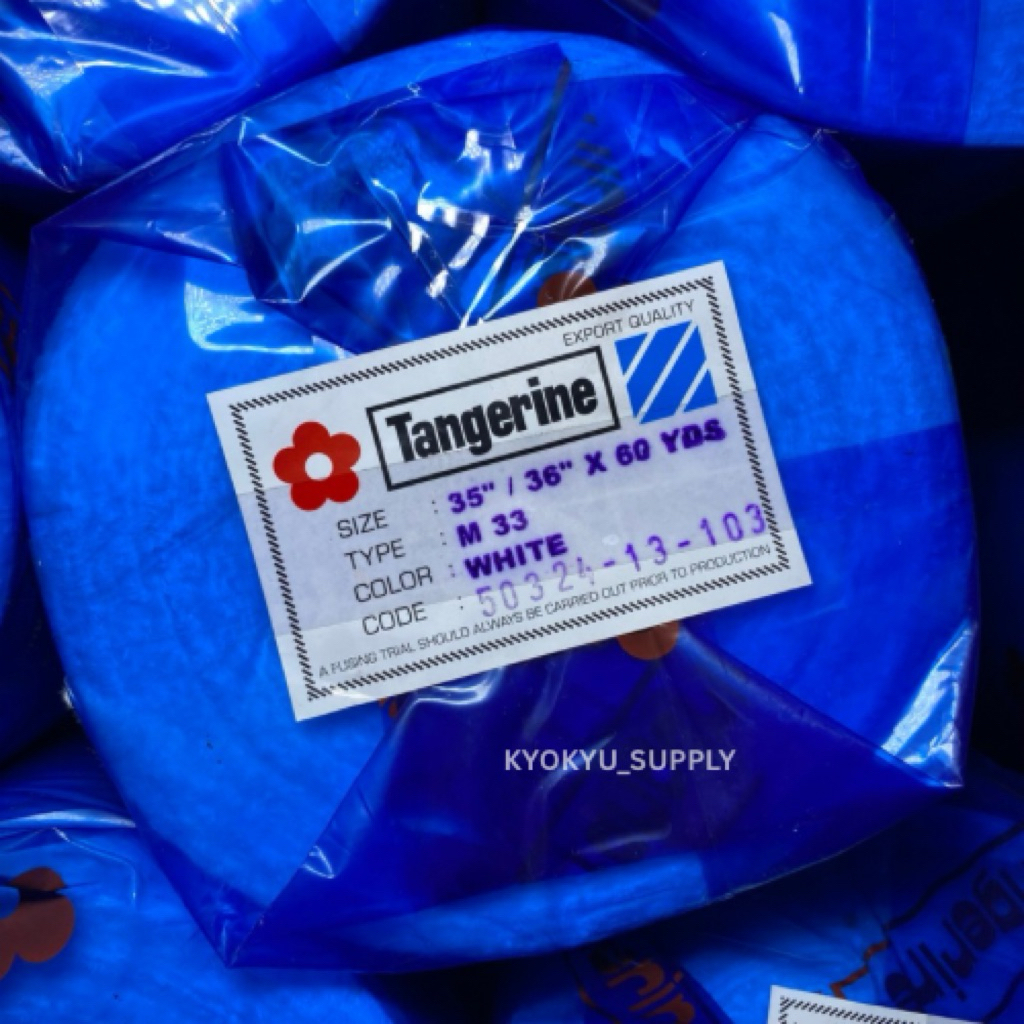 EXPORT QUALITY
Tangerine
SIZE : 35" / 36" X 60 YDS
TYPE : M 33
COLOR : WHITE
CODE : 50324-13-103
A FUSING TRIAL SHOULD ALWAYS BE CARRIED OUT PRIOR TO PRODUCTION
KYOKYU_SUPPLY